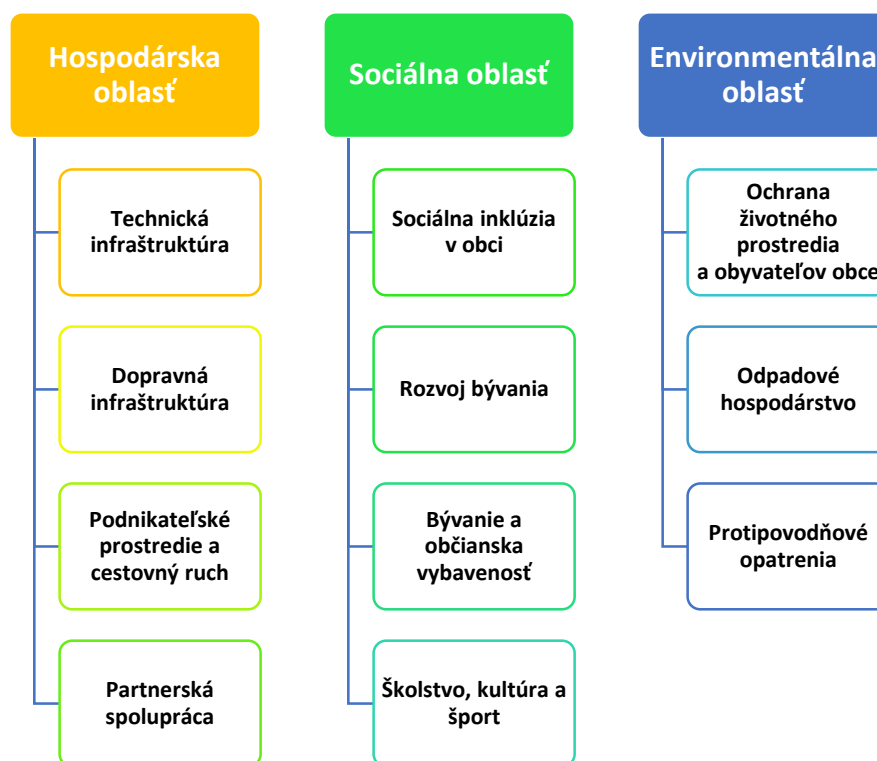 Hospodárska
oblasť
Technická
infraštruktúra
Dopravná
infraštruktúra
Podnikateľské
prostredie a
cestovný ruch
Partnerská
spolupráca
Sociálna oblasť
Sociálna inklúzia
v obci
Rozvoj bývania
Bývanie a
občianska
vybavenosť
Školstvo, kultúra a
šport
Environmentálna
oblasť
Ochrana
životného
prostredia
a obyvateľov obce
Odpadové
hospodárstvo
Protipovodňové
opatrenia